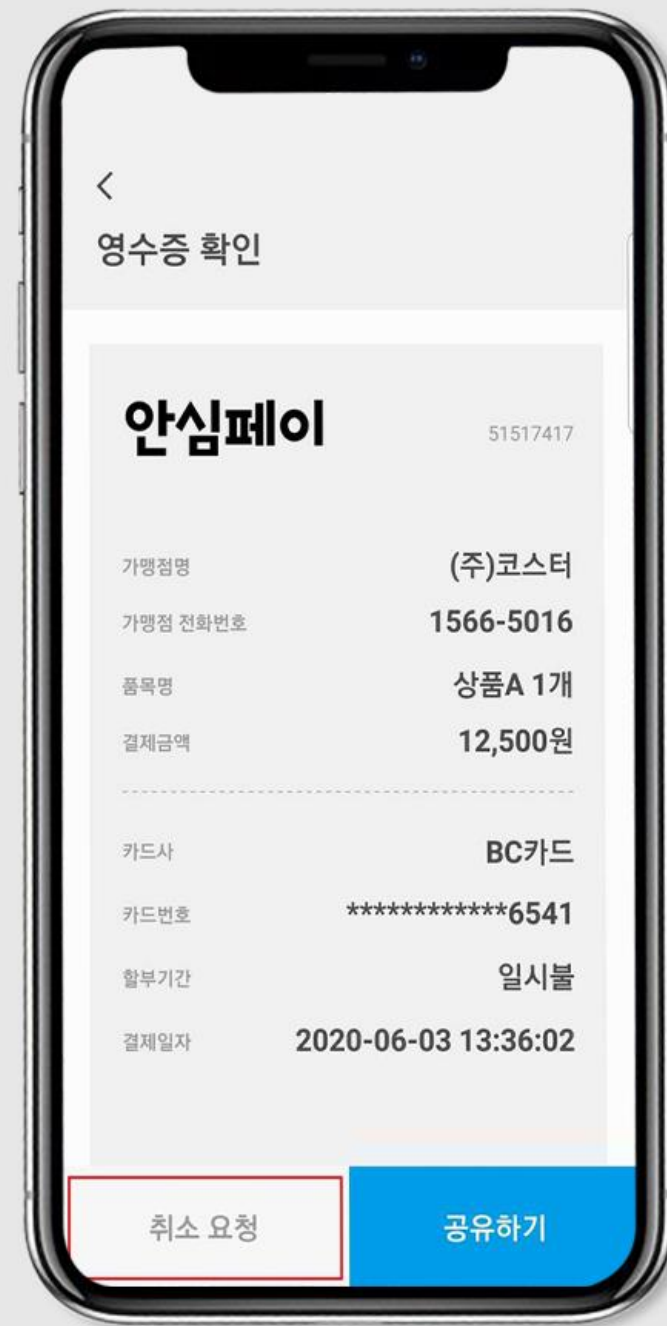 영수증 확인
안심페이 51517417
가맹점명 (주)코스터
가맹점 전화번호 1566-5016
품목명 상품A 1개
결제금액 12,500원
카드사 BC카드
카드번호 ************6541
할부기간 일시불
결제일자 2020-06-03 13:36:02
취소 요청 공유하기